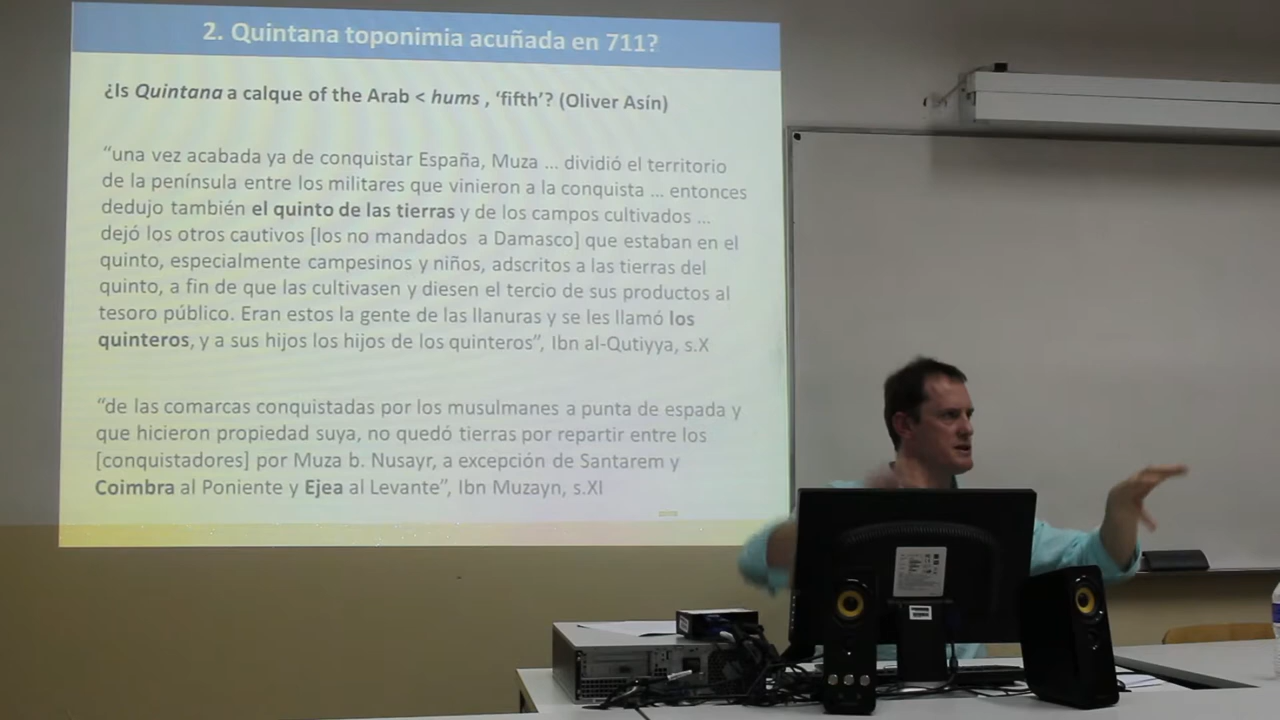 2. Quintana toponimia acuñada en 711?
¿Is Quintana a calque of the Arab < hums , ‘fifth’? (Oliver Asín)
“una vez acabada ya de conquistar España, Muza ... dividió el territorio
de la península entre los militares que vinieron a la conquista ... entonces
dedujo también el quinto de las tierras y de los campos cultivados ...
dejó los otros cautivos [los no mandados a Damasco] que estaban en el
quinto, especialmente campesinos y niños, adscritos a las tierras del
quinto, a fin de que las cultivasen y diesen el tercio de sus productos al
tesoro público. Eran estos la gente de las llanuras y se les llamó los
quinteros, y a sus hijos los hijos de los quinteros”, Ibn al-Qutiyya, s.X
“de las comarcas conquistadas por los musulmanes a punta de espada y
que hicieron propiedad suya, no quedó tierras por repartir entre los
[conquistadores] por Muza b. Nusayr, a excepción de Santarem y
Coimbra al Poniente y Ejea al Levante”, Ibn Muzayn, s.XI